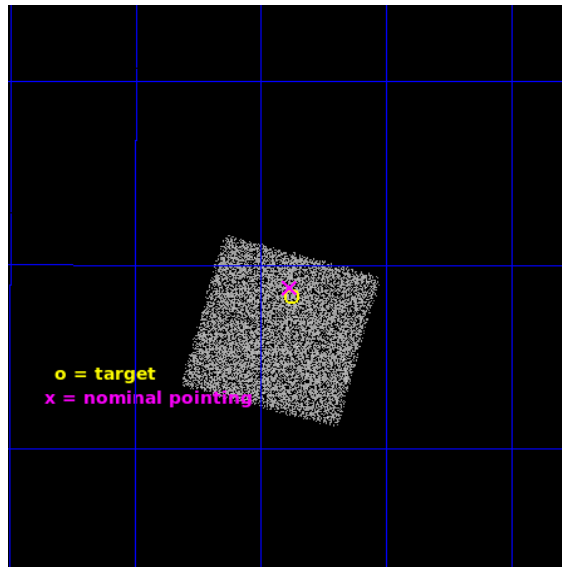 o = target
x = nominal pointing